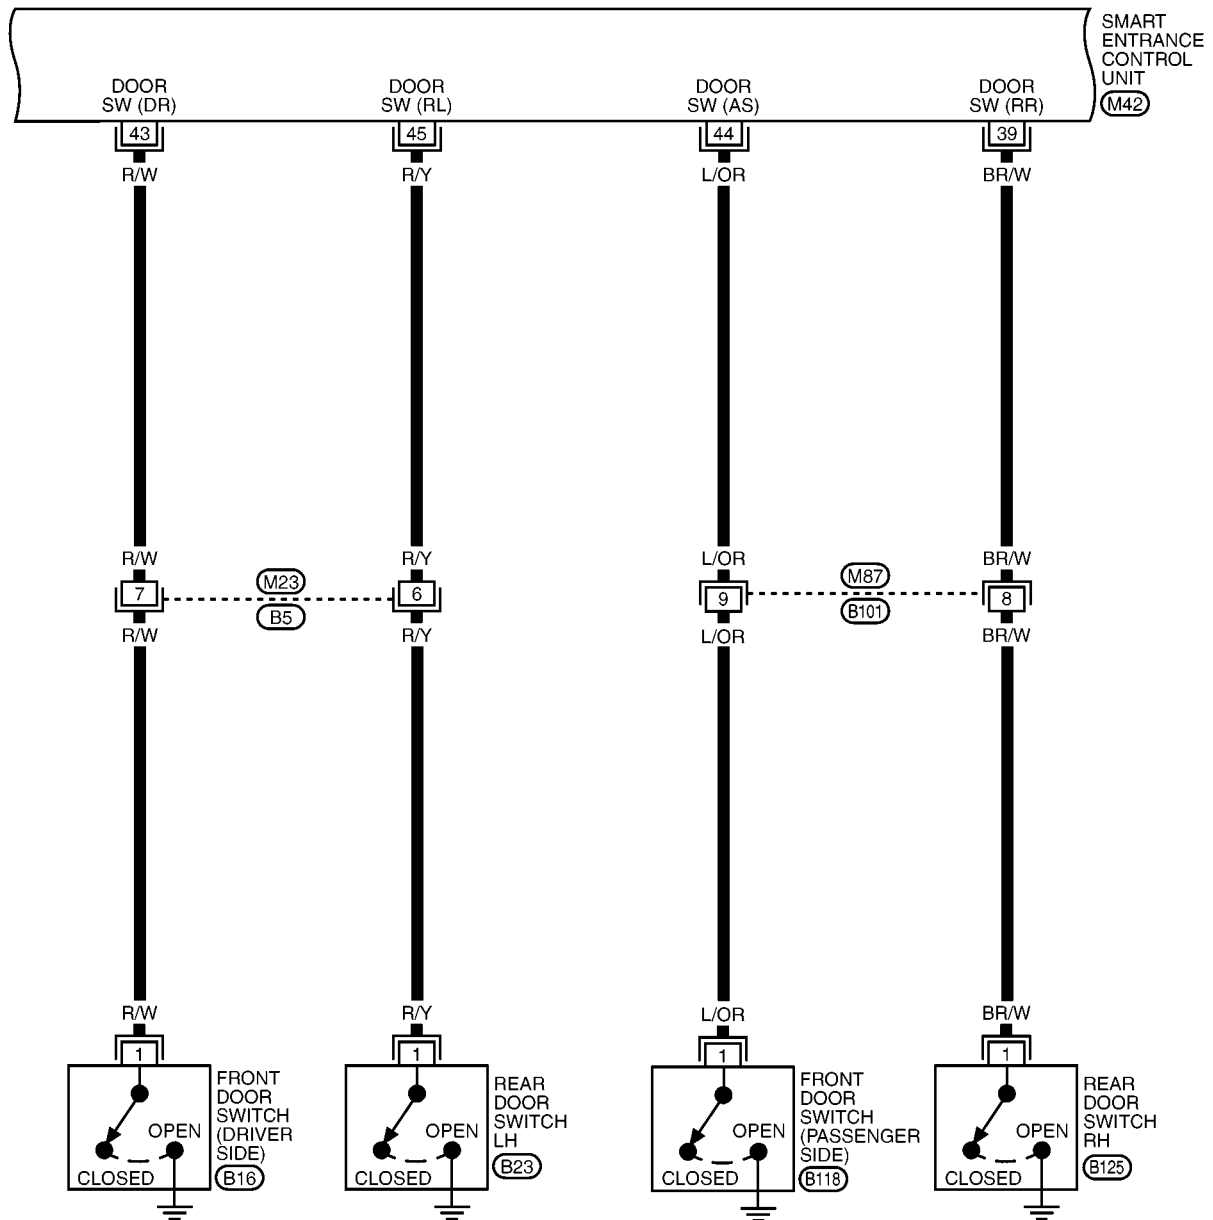 SMART
ENTRANCE
CONTROL
UNIT
M42
DOOR
SW (DR)
DOOR
SW (RL)
DOOR
SW (AS)
DOOR
SW (RR)
43
45
44
39
R/W
R/Y
L/OR
BR/W
R/W
R/Y
L/OR
BR/W
7
M23
B5
6
9
M87
B101
8
R/W
R/Y
L/OR
BR/W
R/W
R/Y
L/OR
BR/W
1
1
1
1
FRONT
DOOR
SWITCH
(DRIVER
SIDE)
B16
OPEN
CLOSED
REAR
DOOR
SWITCH
LH
B23
OPEN
CLOSED
FRONT
DOOR
SWITCH
(PASSENGER
SIDE)
B118
OPEN
CLOSED
REAR
DOOR
SWITCH
RH
B125
OPEN
CLOSED